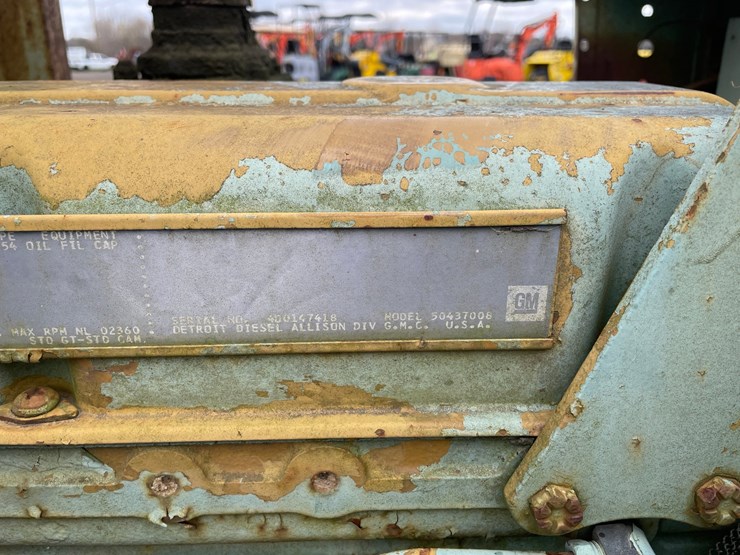 PE EQUIPMENT
54 OIL FIL CAP
SERIAL NO. 4D0147418 MODEL 50437006
MAX RPM NL 02360 DETROIT DIESEL ALLISON DIV G.M.C. U.S.A.
STD GT-STD CAM.
GM